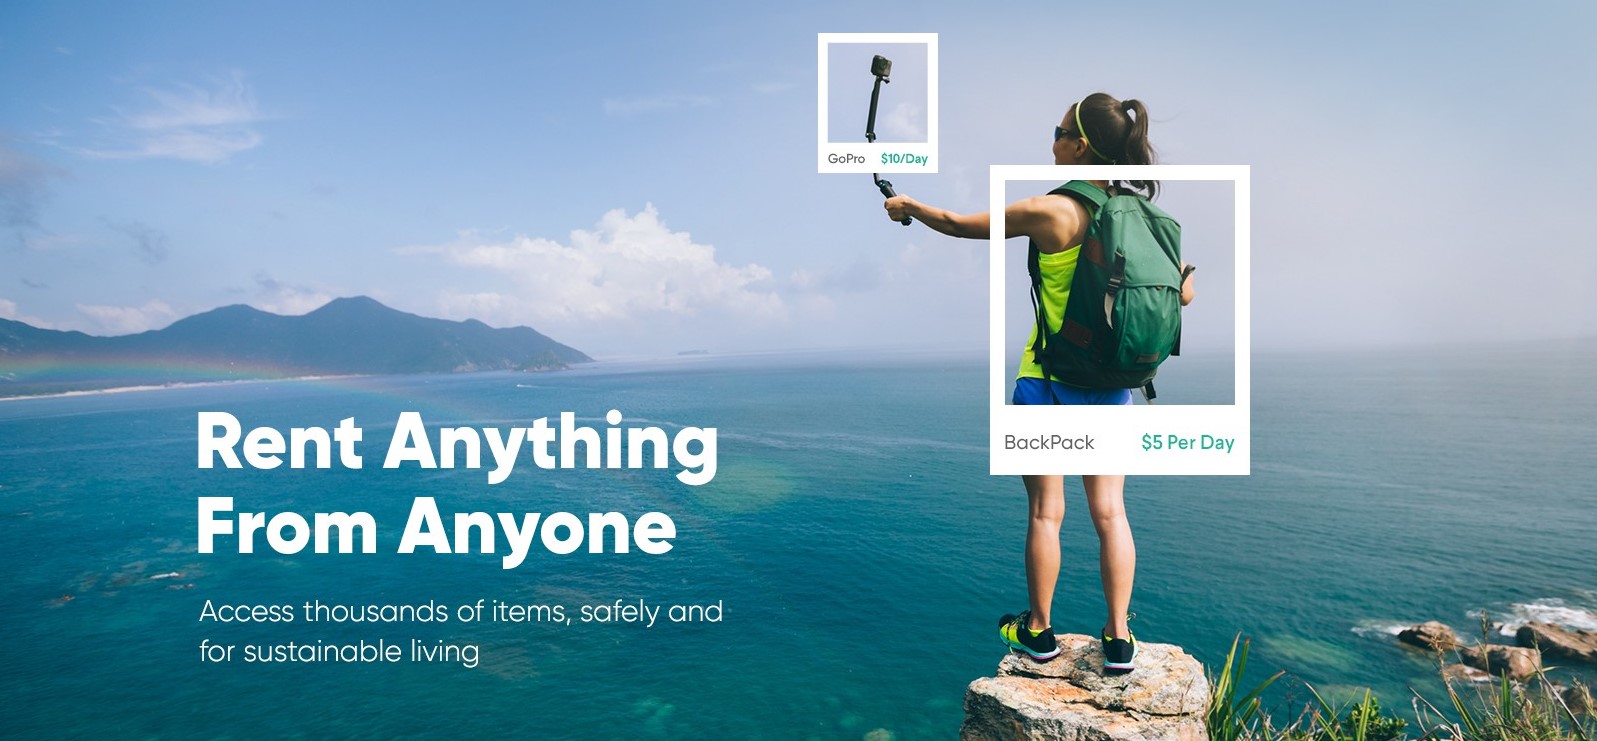 GoPro $10/Day
BackPack $5 Per Day
Rent Anything
From Anyone
Access thousands of items, safely and
for sustainable living